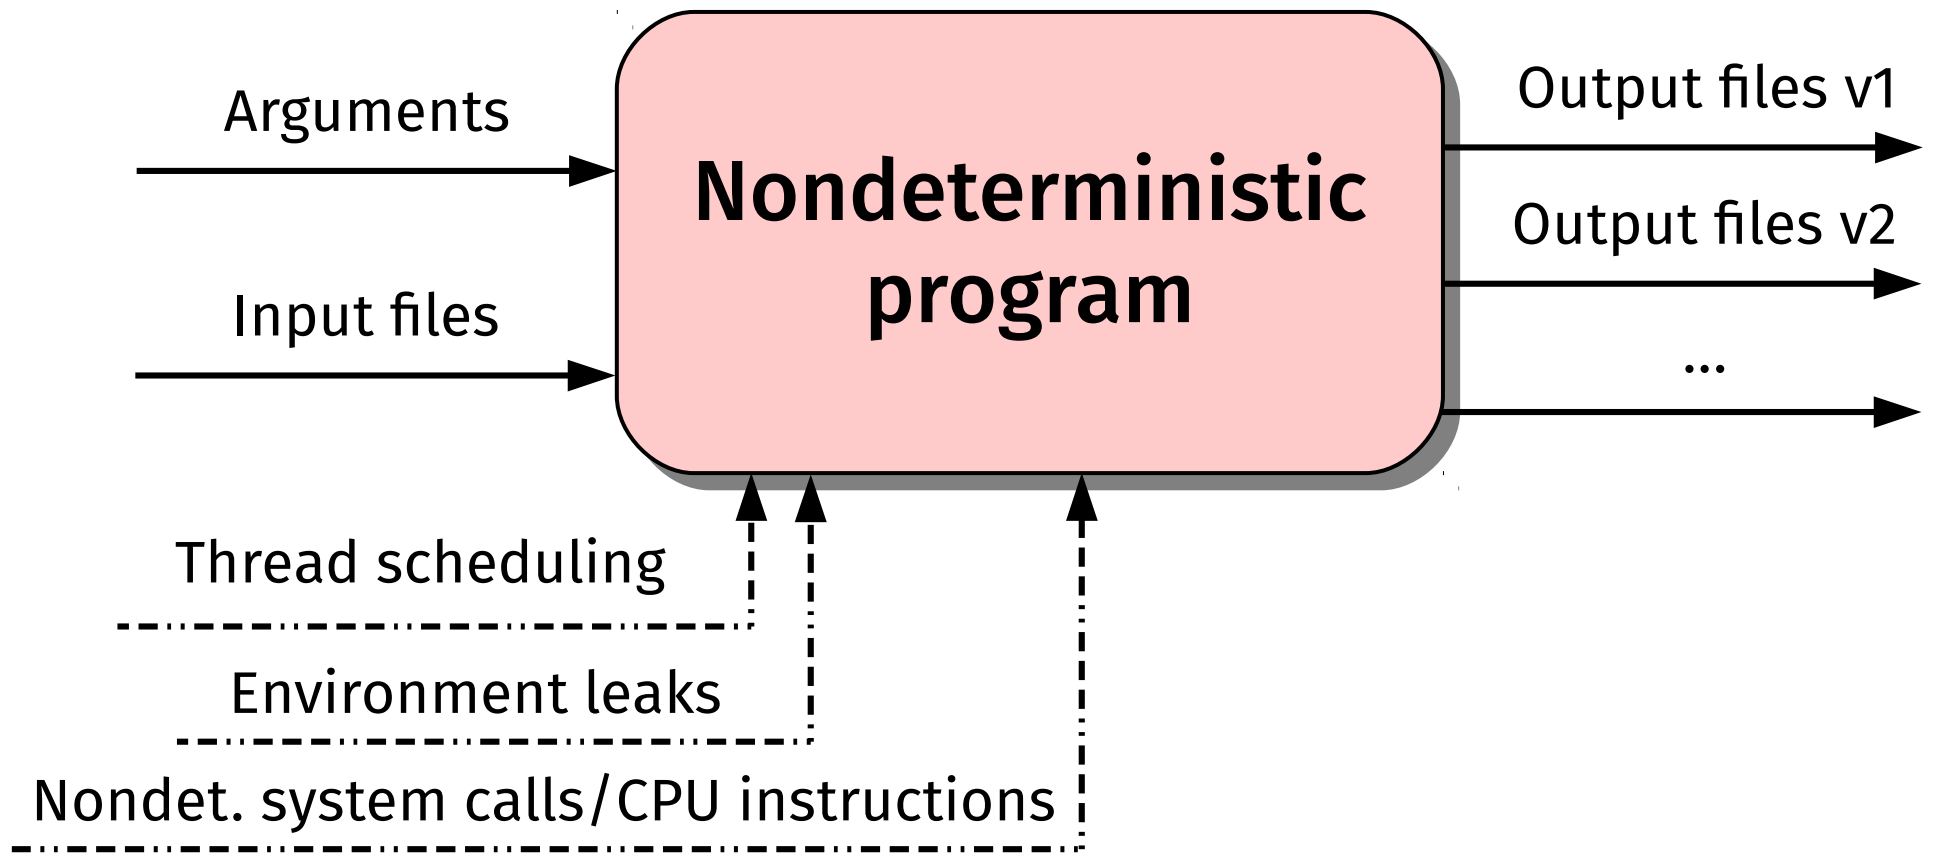 Arguments
Input files
Nondeterministic
program
Output files v1
Output files v2
...
Thread scheduling
Environment leaks
Nondet. system calls/CPU instructions